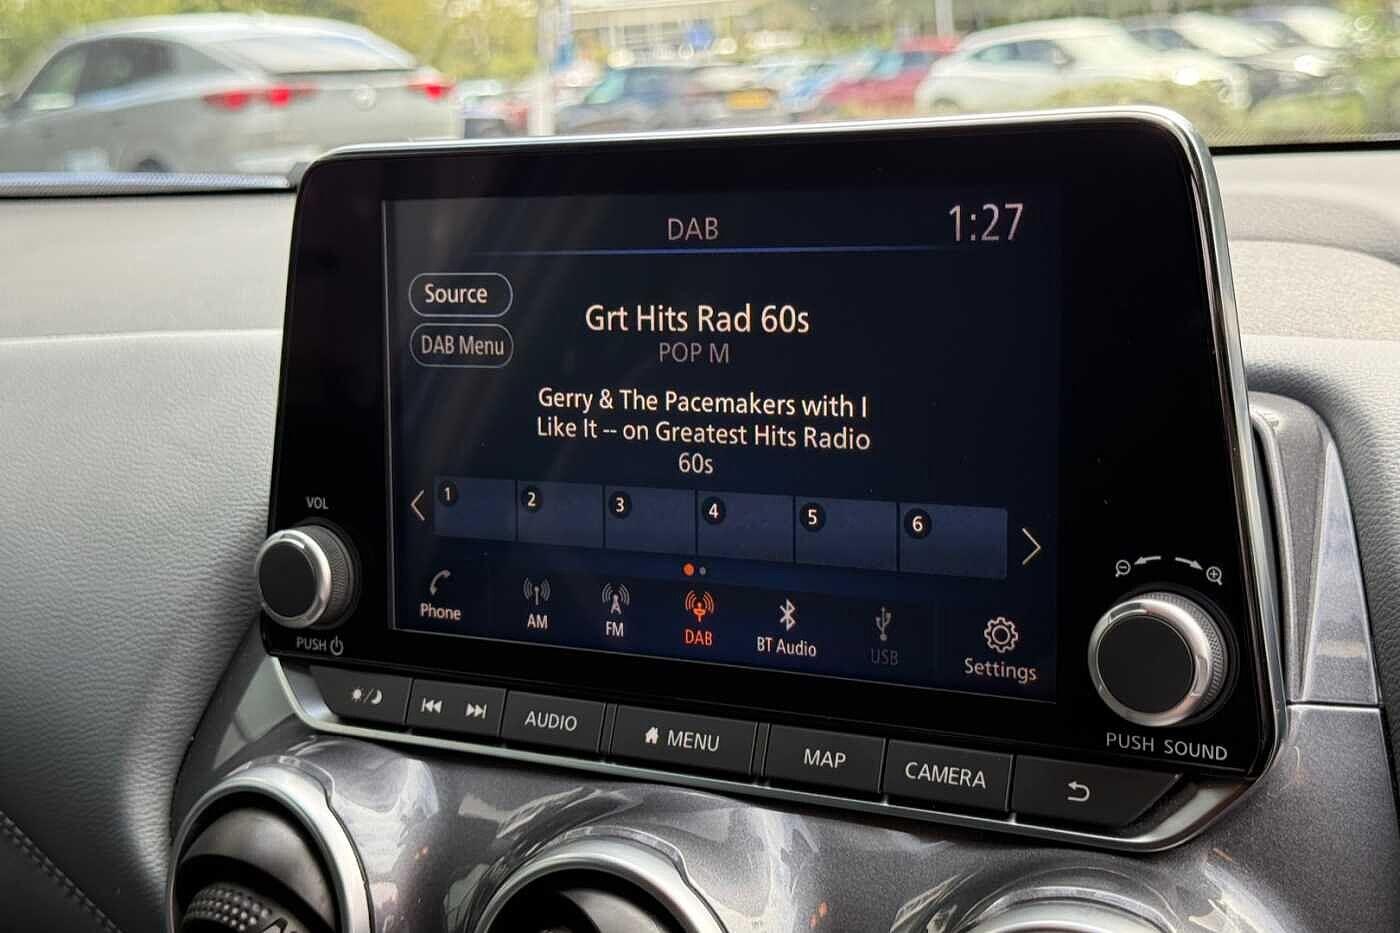 DAB 1:27
Source
Grt Hits Rad 60s
DAB Menu
POP M
Gerry & The Pacemakers with I
Like It -- on Greatest Hits Radio
60s
1 2 3 4 5 6
Phone AM FM DAB BT Audio USB Settings
VOL
PUSH
PUSH SOUND
AUDIO MENU MAP CAMERA